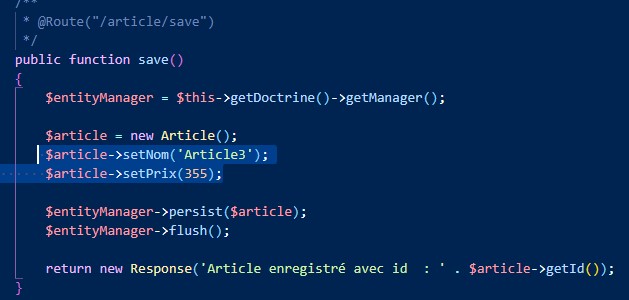 /**
* @Route("/article/save")
*/
public function save()
{
$entityManager = $this->getDoctrine()->getManager();
$article = new Article();
$article->setNom('Article3');
$article->setPrix(355);
$entityManager->persist($article);
$entityManager->flush();
return new Response('Article enregistré avec id  : ' . $article->getId());
}